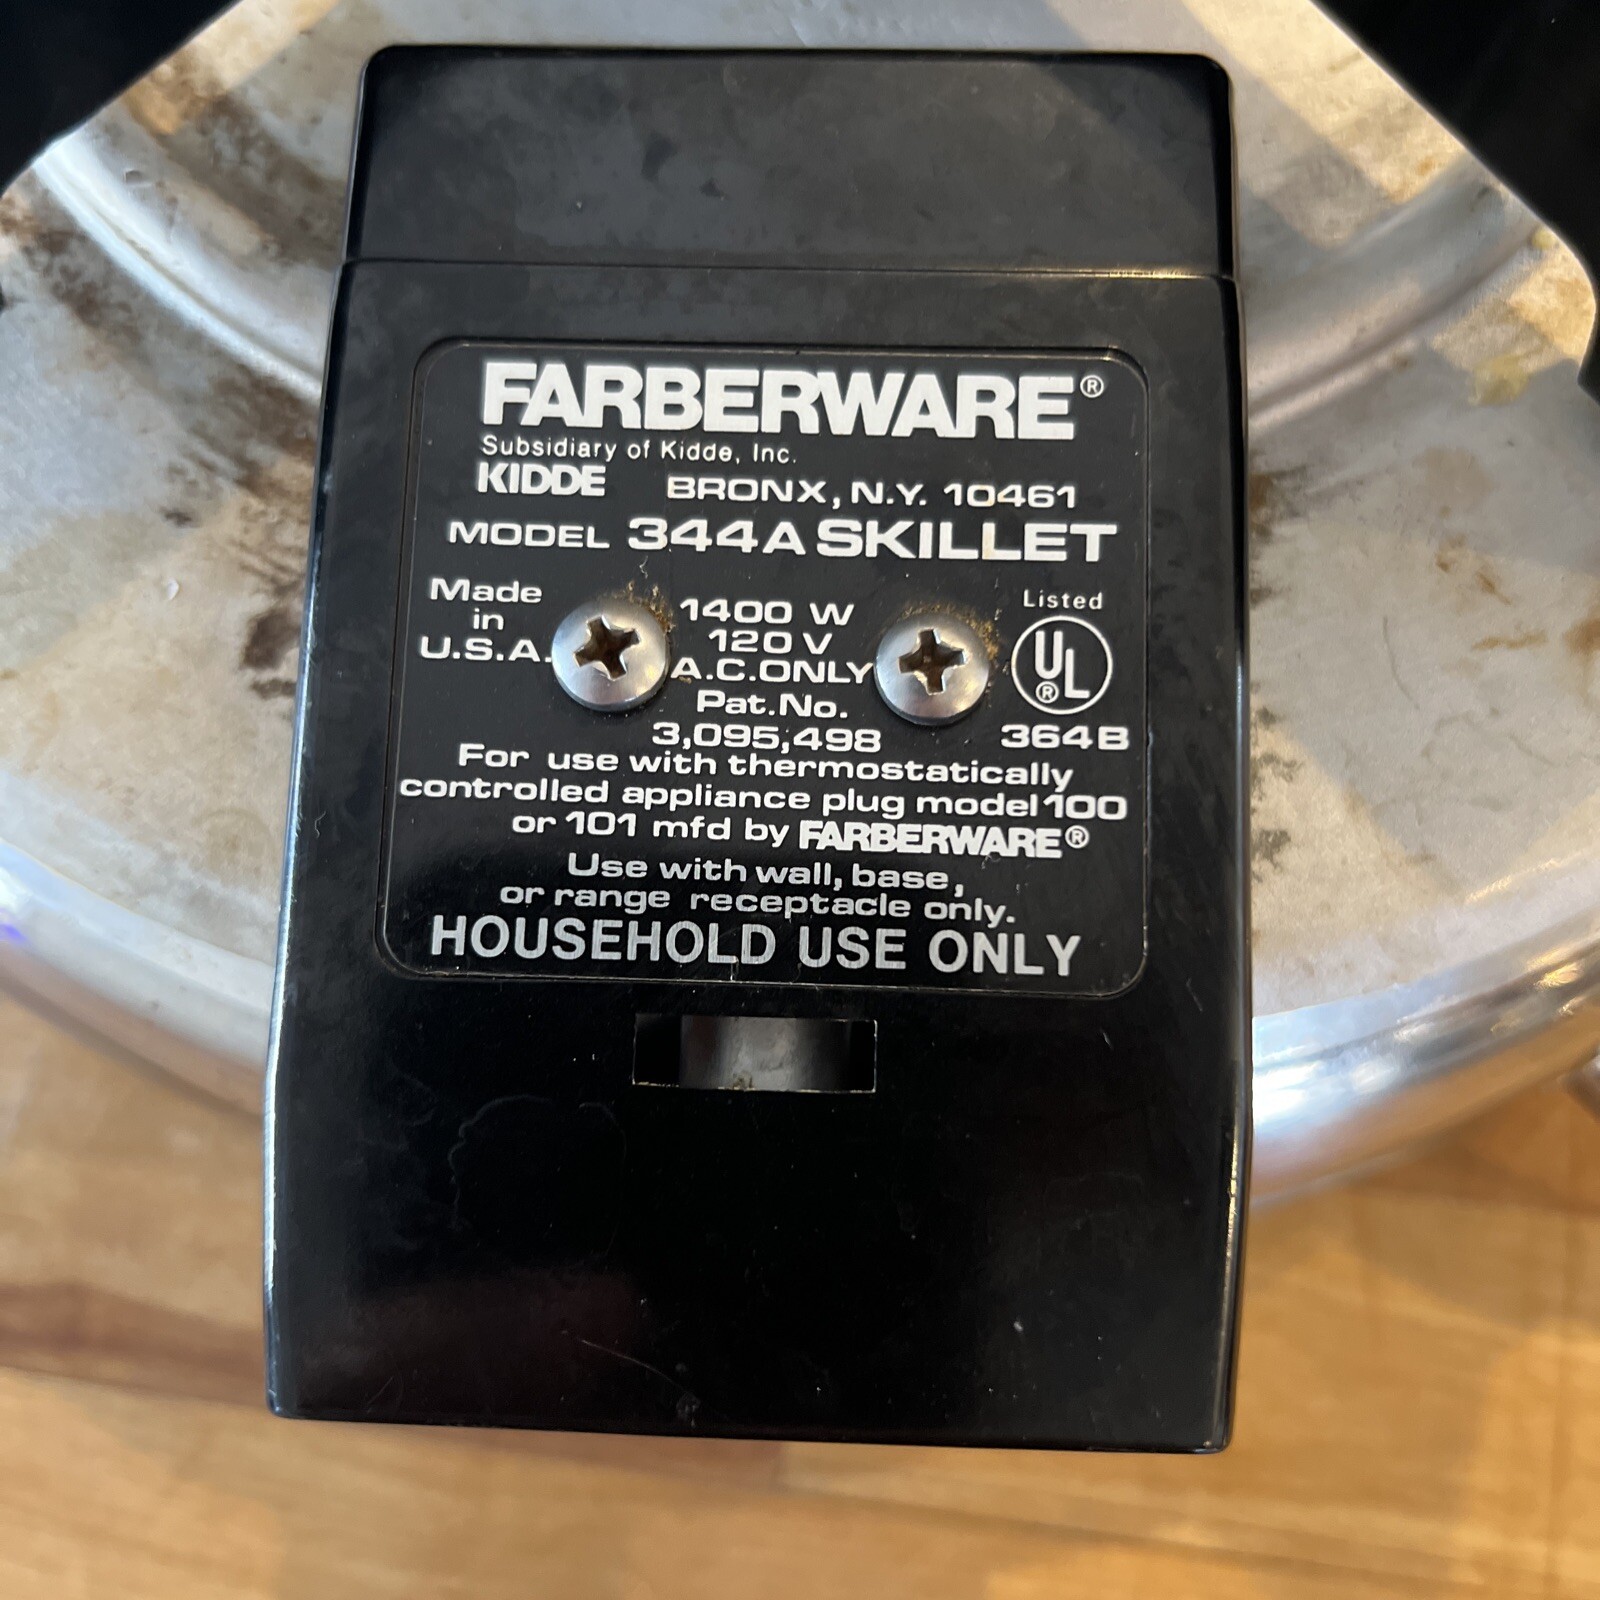 FARBERWARE®
Subsidiary of Kidde, Inc.
KIDDE BRONX, N.Y. 10461
MODEL 344A SKILLET
Made
in
U.S.A.
1400 W
120 V
A.C. ONLY
Pat. No.
3,095,498
Listed
UL®
364B
For use with thermostatically
controlled appliance plug model 100
or 101 mfd by FARBERWARE®
Use with wall, base,
or range receptacle only.
HOUSEHOLD USE ONLY